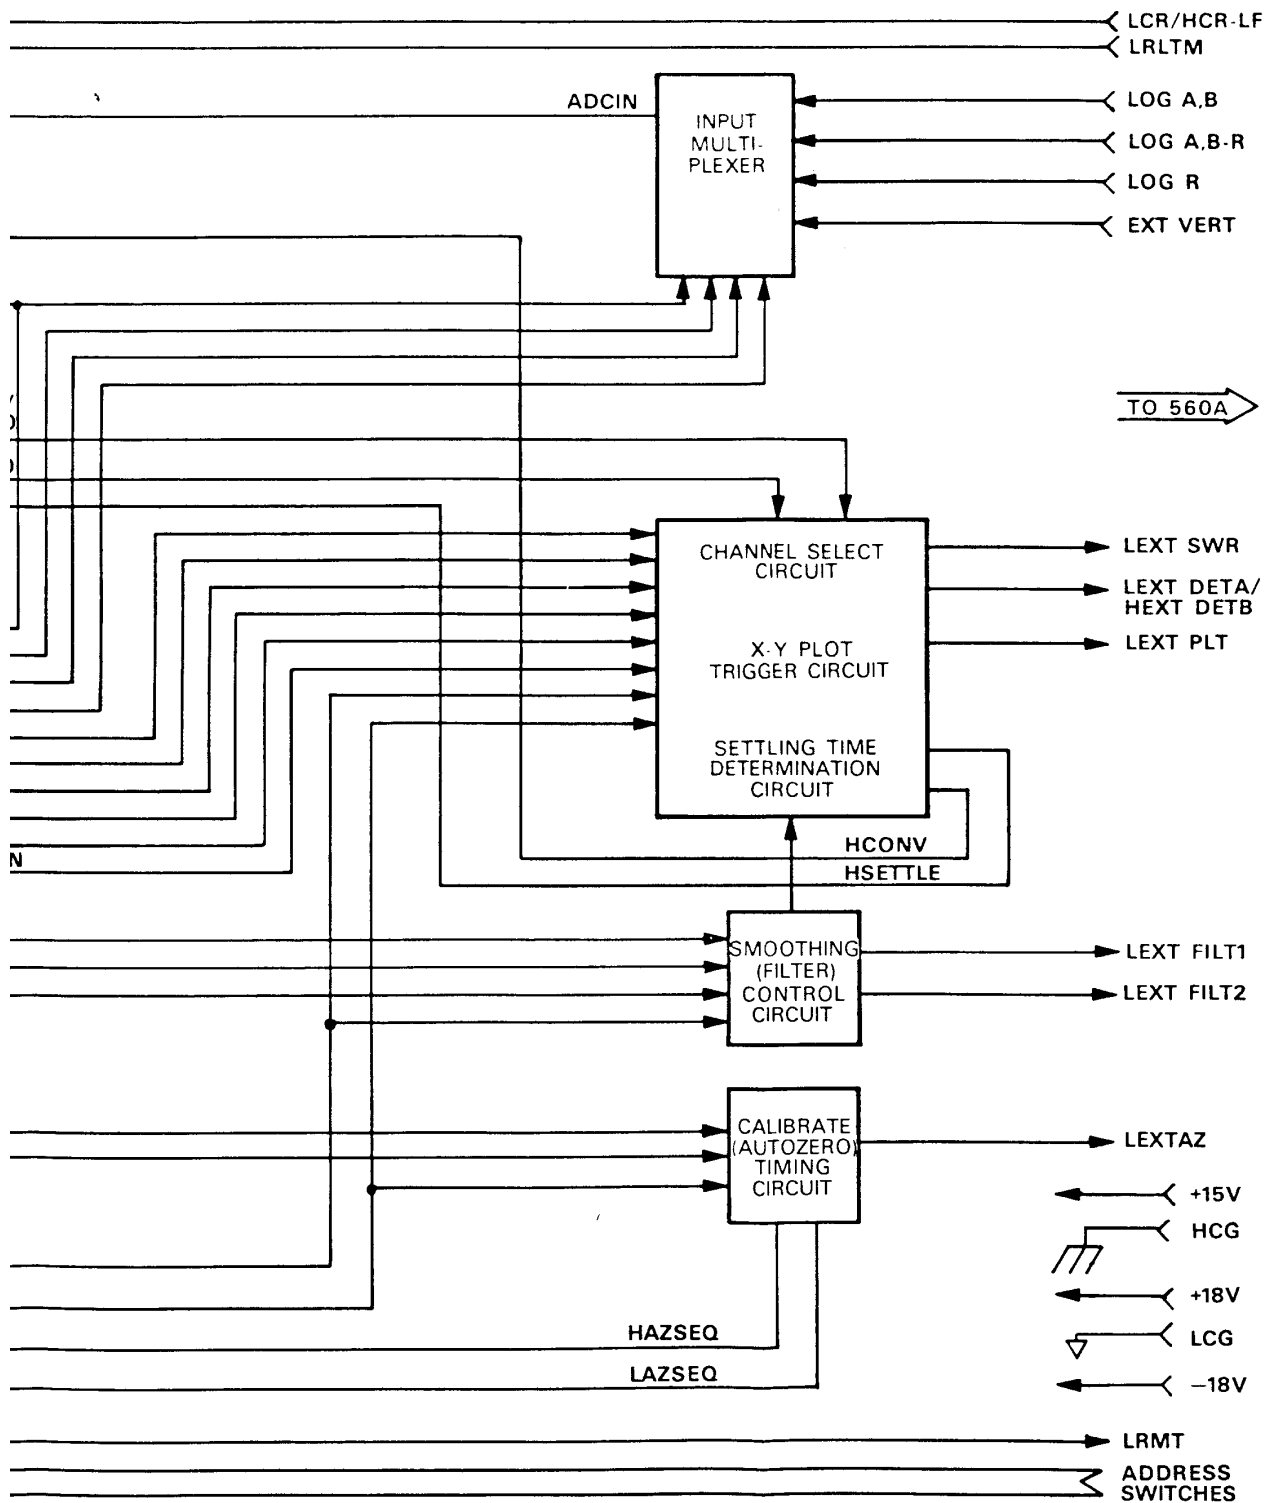 LCR/HCR-LF
LRLTM
ADCIN
INPUT
MULTI-
PLEXER
LOG A,B
LOG A,B-R
LOG R
EXT VERT
TO 560A
CHANNEL SELECT
CIRCUIT
X-Y PLOT
TRIGGER CIRCUIT
SETTLING TIME
DETERMINATION
CIRCUIT
LEXT SWR
LEXT DETA/
HEXT DETB
LEXT PLT
N
HCONV
HSETTLE
SMOOTHING
(FILTER)
CONTROL
CIRCUIT
LEXT FILT1
LEXT FILT2
CALIBRATE
(AUTOZERO)
TIMING
CIRCUIT
LEXTAZ
+15V
HCG
+18V
LCG
–18V
HAZSEQ
LAZSEQ
LRMT
ADDRESS
SWITCHES